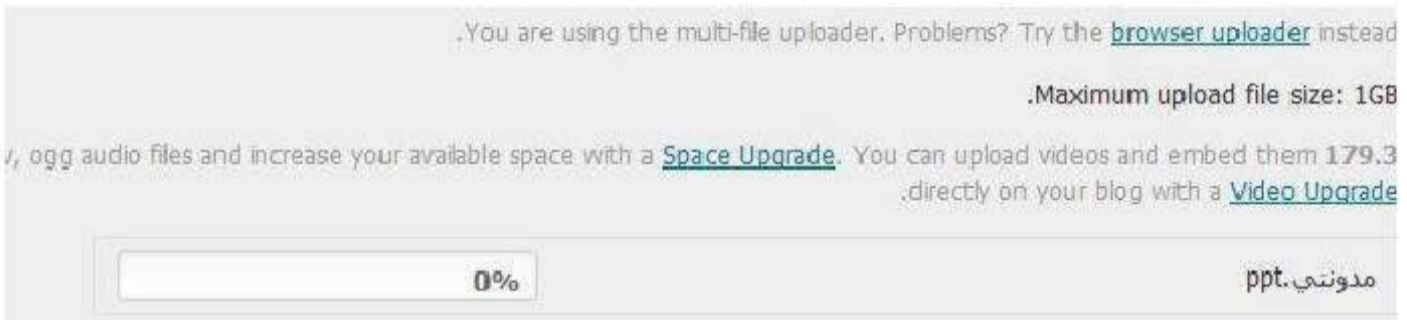 .You are using the multi-file uploader. Problems? Try the browser uploader instead
.Maximum upload file size: 1GB
, ogg audio files and increase your available space with a Space Upgrade. You can upload videos and embed them 179.3
.directly on your blog with a Video Upgrade
مدونتي.ppt
0%